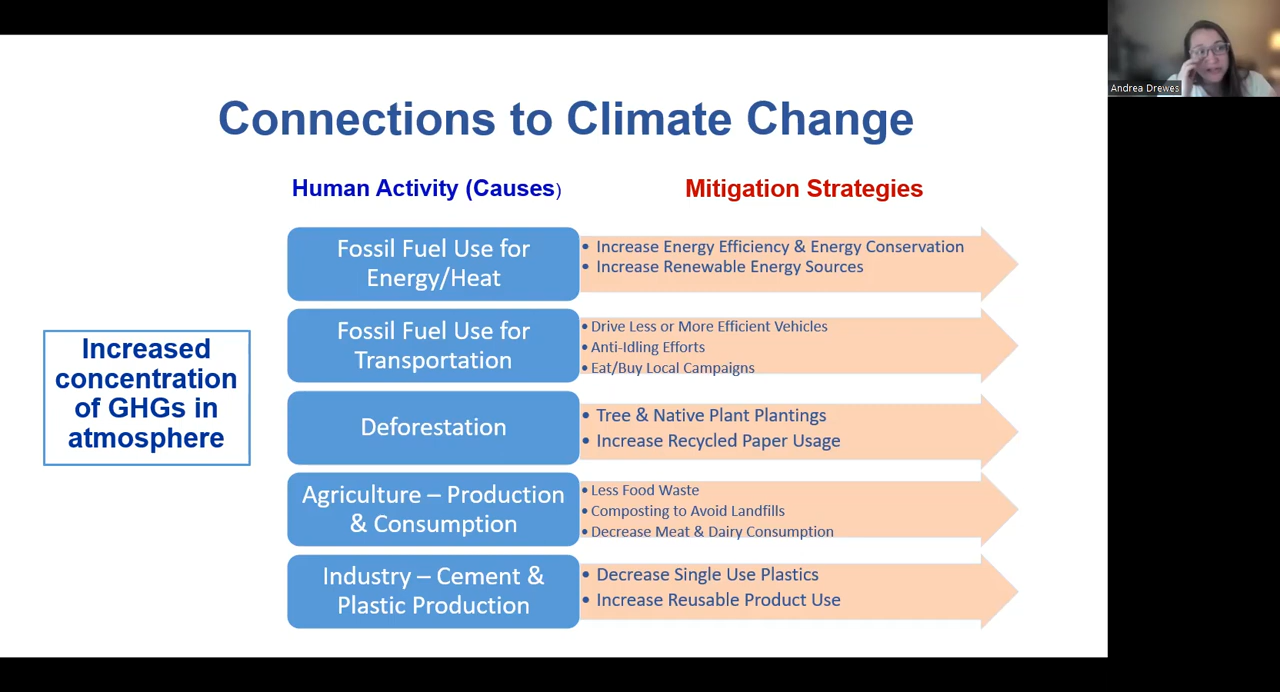 Andrea Drewes
Connections to Climate Change
Human Activity (Causes)
Mitigation Strategies
Increased
concentration
of GHGs in
atmosphere
Fossil Fuel Use for
Energy/Heat
• Increase Energy Efficiency & Energy Conservation
• Increase Renewable Energy Sources
Fossil Fuel Use for
Transportation
• Drive Less or More Efficient Vehicles
• Anti-Idling Efforts
• Eat/Buy Local Campaigns
Deforestation
• Tree & Native Plant Plantings
• Increase Recycled Paper Usage
Agriculture – Production
& Consumption
• Less Food Waste
• Composting to Avoid Landfills
• Decrease Meat & Dairy Consumption
Industry – Cement &
Plastic Production
• Decrease Single Use Plastics
• Increase Reusable Product Use